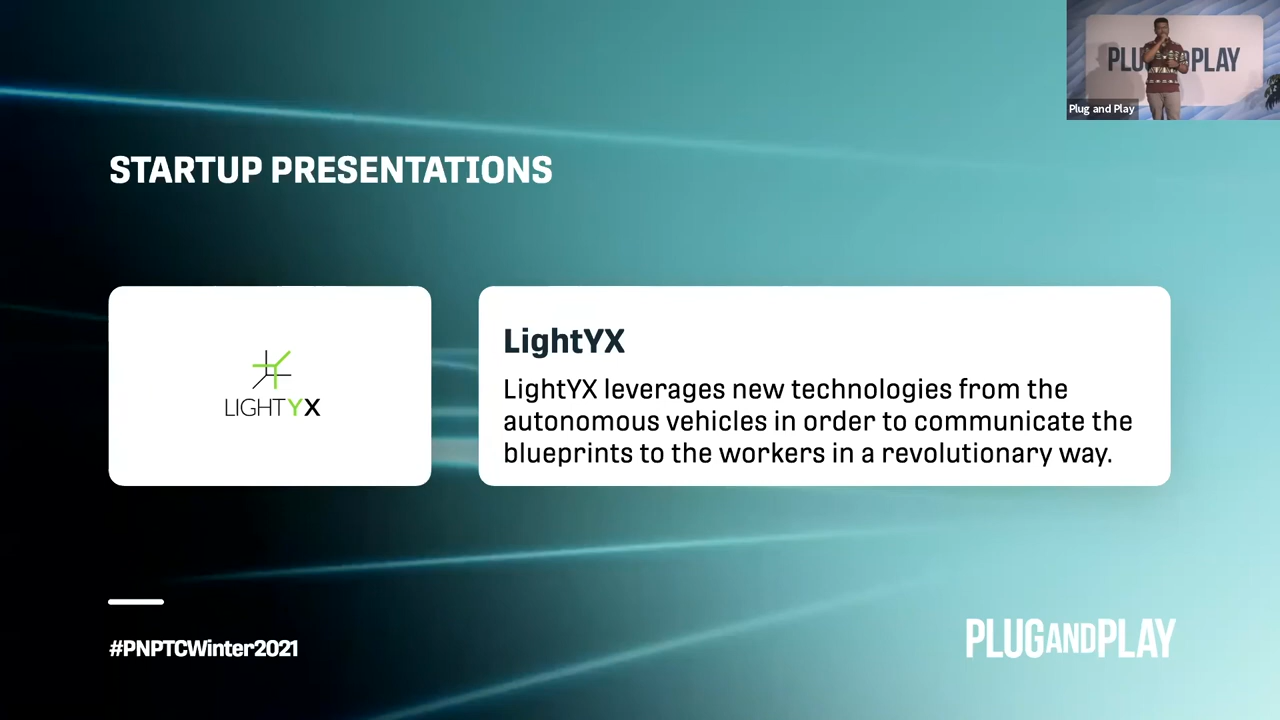 PLUG AND PLAY
Plug and Play
STARTUP PRESENTATIONS
LIGHTYX
LightYX
LightYX leverages new technologies from the
autonomous vehicles in order to communicate the
blueprints to the workers in a revolutionary way.
#PNPTCWinter2021
PLUGANDPLAY